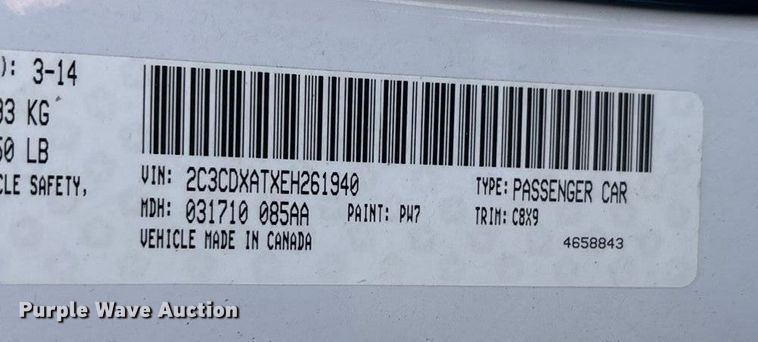 ): 3-14
33 KG
50 LB
CLE SAFETY,
VIN: 2C3CDXATXEH261940
TYPE: PASSENGER CAR
MDH: 031710 085AA
PAINT: PW7
TRIM: C8X9
VEHICLE MADE IN CANADA
4658843
Purple Wave Auction